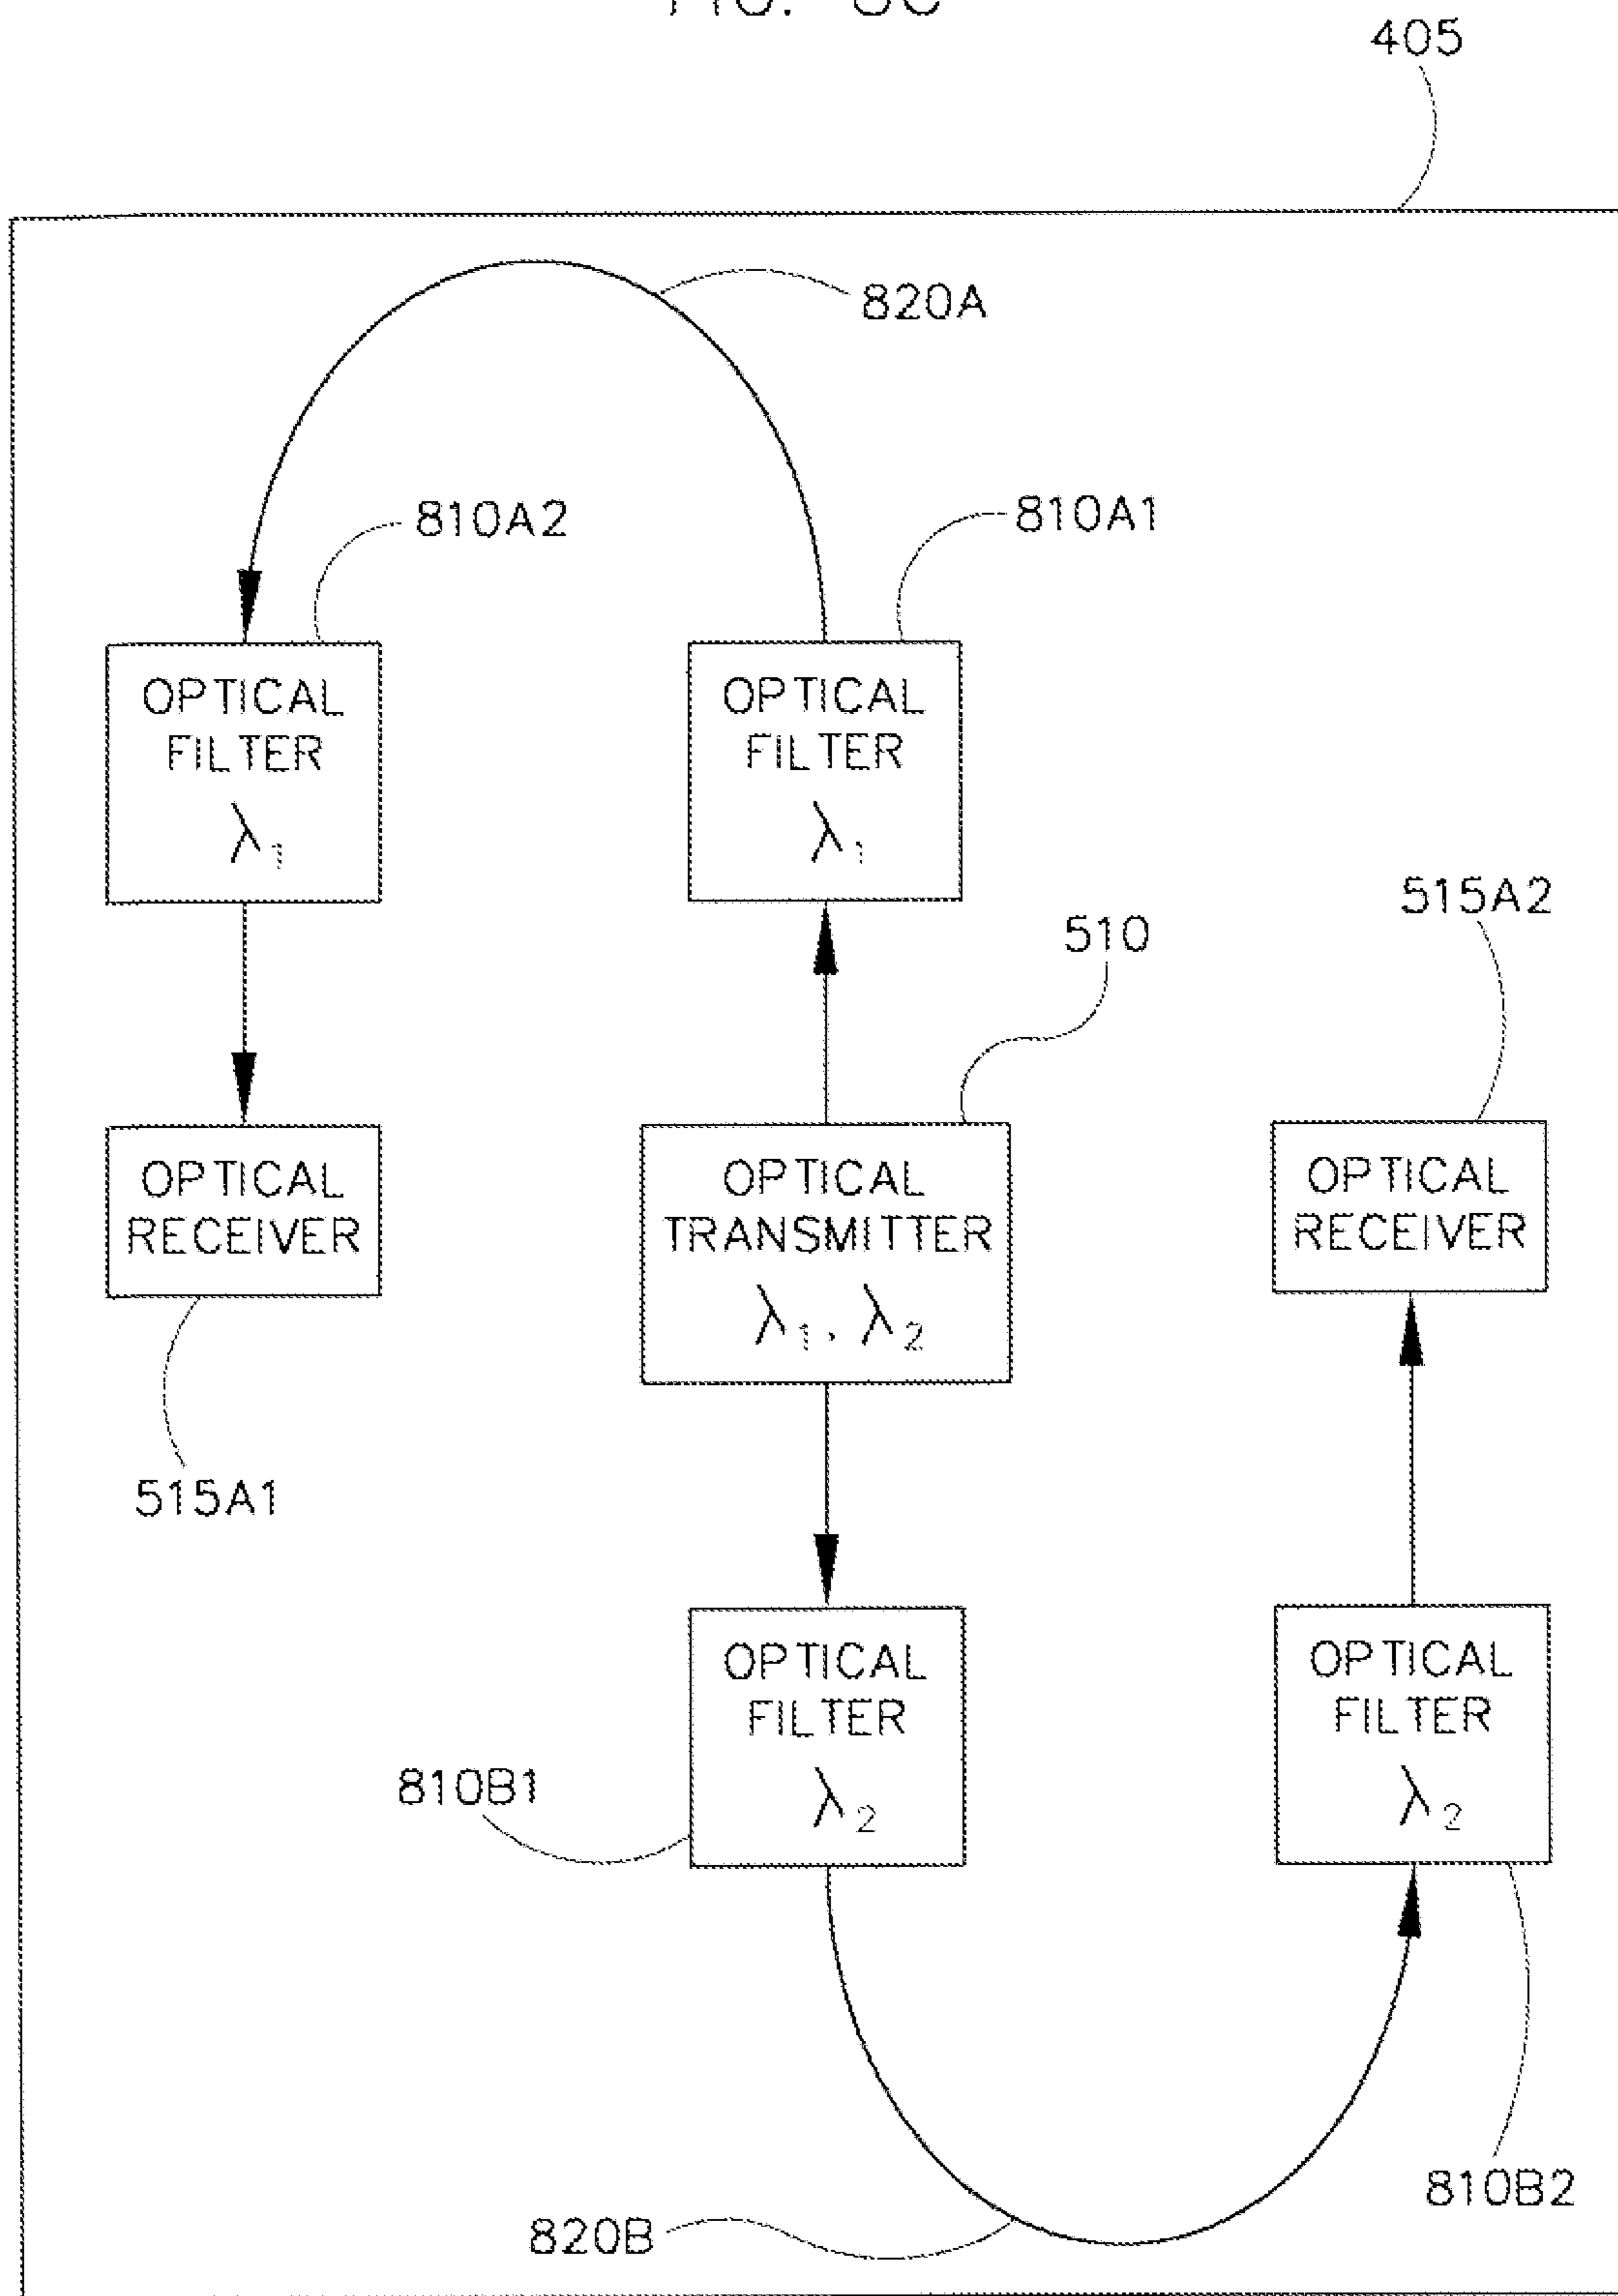 405
820A
810A2
810A1
OPTICAL
FILTER
λ₁
OPTICAL
FILTER
λ₁
515A2
510
OPTICAL
RECEIVER
OPTICAL
TRANSMITTER
λ₁, λ₂
OPTICAL
RECEIVER
515A1
OPTICAL
FILTER
λ₂
OPTICAL
FILTER
λ₂
810B1
810B2
820B